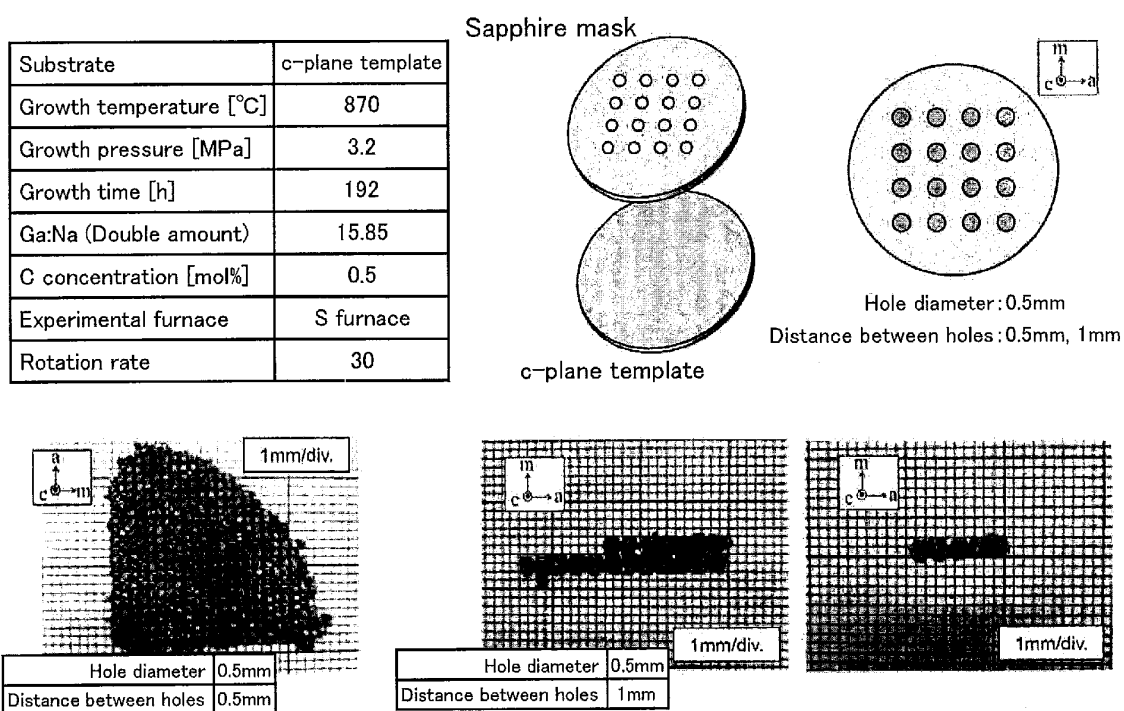 Sapphire mask
Substrate c-plane template
Growth temperature [℃] 870
Growth pressure [MPa] 3.2
Growth time [h] 192
Ga:Na (Double amount) 15.85
C concentration [mol%] 0.5
Experimental furnace S furnace
Rotation rate 30
c-plane template
m
c a
Hole diameter:0.5mm
Distance between holes:0.5mm, 1mm
a
c m
1mm/div.
Hole diameter 0.5mm
Distance between holes 0.5mm
m
c a
1mm/div.
Hole diameter 0.5mm
Distance between holes 1mm
m
c a
1mm/div.